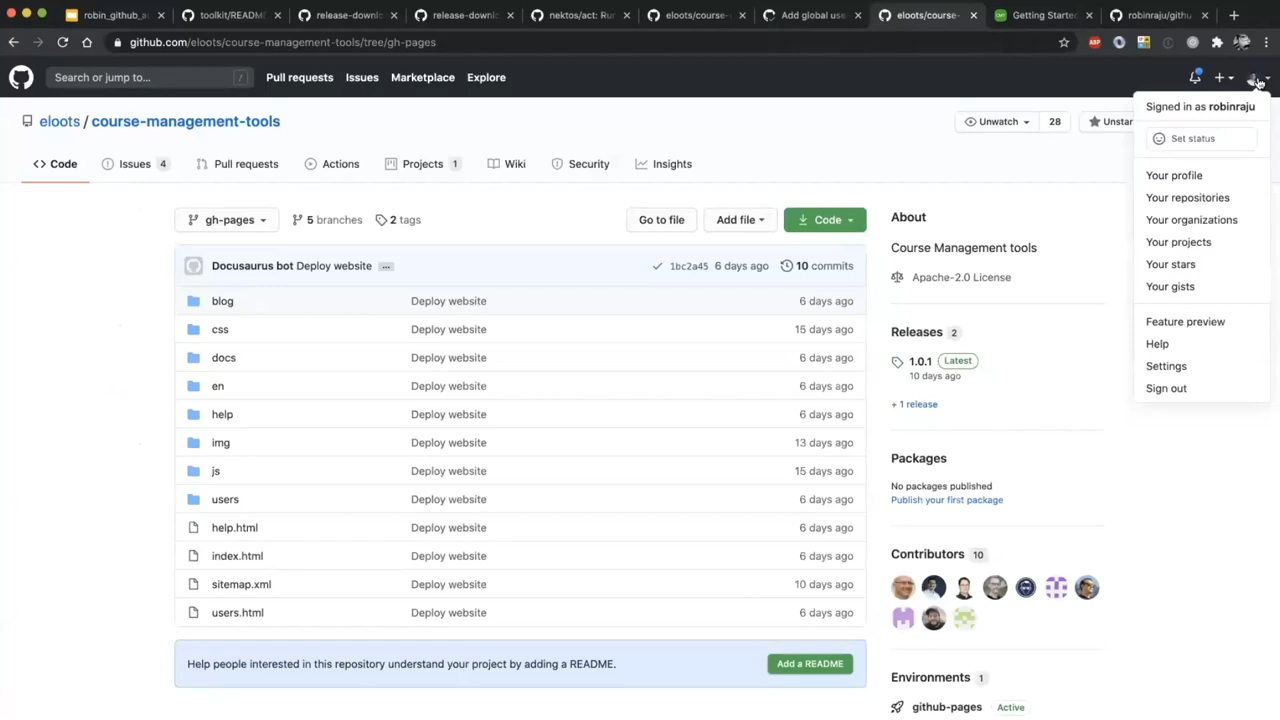 robin_github_a
toolkit/README
release-downlo
release-downlo
nektos/act: Ru
eloots/course-
Add global use
eloots/course-
Getting Starte
robinraju/githu
github.com/eloots/course-management-tools/tree/gh-pages
ABP
Search or jump to...
/
Pull requests
Issues
Marketplace
Explore
Signed in as robinraju
Set status
Your profile
Your repositories
Your organizations
Your projects
Your stars
Your gists
Feature preview
Help
Settings
Sign out
eloots / course-management-tools
Unwatch
28
Unstar
Code
Issues 4
Pull requests
Actions
Projects 1
Wiki
Security
Insights
gh-pages
5 branches
2 tags
Go to file
Add file
Code
Docusaurus bot Deploy website ...
1bc2a45 6 days ago
10 commits
blog Deploy website 6 days ago
css Deploy website 15 days ago
docs Deploy website 6 days ago
en Deploy website 6 days ago
help Deploy website 6 days ago
img Deploy website 13 days ago
js Deploy website 15 days ago
users Deploy website 6 days ago
help.html Deploy website 6 days ago
index.html Deploy website 6 days ago
sitemap.xml Deploy website 10 days ago
users.html Deploy website 6 days ago
Help people interested in this repository understand your project by adding a README.
Add a README
About
Course Management tools
Apache-2.0 License
Releases 2
1.0.1 Latest
10 days ago
+ 1 release
Packages
No packages published
Publish your first package
Contributors 10
Environments 1
github-pages Active